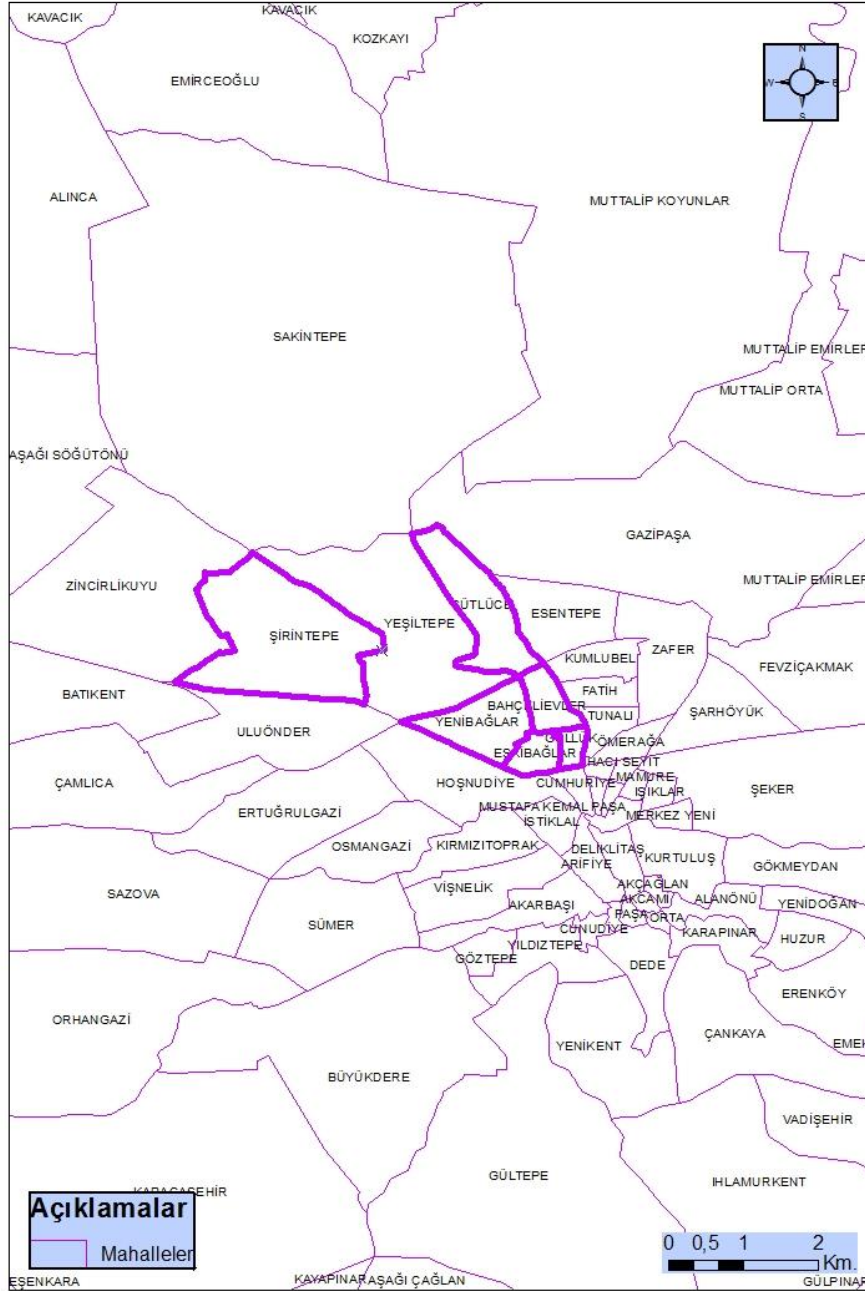 KAVACIK
KAVACIK
KOZKAYI
EMİRCEOĞLU
N
W
E
S
ALINCA
MUTTALİP KOYUNLAR
SAKİNTEPE
MUTTALİP EMİRLER
MUTTALİP ORTA
AŞAĞI SÖĞÜTÖNÜ
GAZİPAŞA
ZİNCİRLİKUYU
MUTTALİP EMİRLER
SÜTLÜCE
ESENTEPE
YEŞİLTEPE
ŞİRİNTEPE
ZAFER
KUMLUBEL
FEVZİÇAKMAK
BATIKENT
FATİH
BAHÇELİEVLER
TUNALI
ŞARHÖYÜK
YENİBAĞLAR
ULUÖNDER
GÜLLÜK
ÖMERAĞA
ESKİBAĞLAR
HACI SEYİT
ÇAMLICA
HOŞNUDİYE
CUMHURİYE
MAMURE
IŞIKLAR
ŞEKER
ERTUĞRULGAZİ
MUSTAFA KEMAL PAŞA
İSTİKLAL
MERKEZ YENİ
OSMANGAZİ
KIRMIZITOPRAK
DELİKLİTAŞ
ARİFİYE
KURTULUŞ
GÖKMEYDAN
SAZOVA
VİŞNELİK
AKÇAĞLAN
AKCAMİ
ALANÖNÜ
YENİDOĞAN
AKARBAŞI
PAŞA
ORTA
SÜMER
CUNUDİYE
KARAPINAR
YILDIZTEPE
HUZUR
GÖZTEPE
DEDE
ERENKÖY
ORHANGAZİ
ÇANKAYA
EMEK
YENİKENT
BÜYÜKDERE
VADİŞEHİR
GÜLTEPE
IHLAMURKENT
KARACAŞEHİR
Açıklamalar
Mahalleler
0 0,5 1 2
Km.
EŞENKARA
KAYAPINAR
AŞAĞI ÇAĞLAN
GÜLPINAR